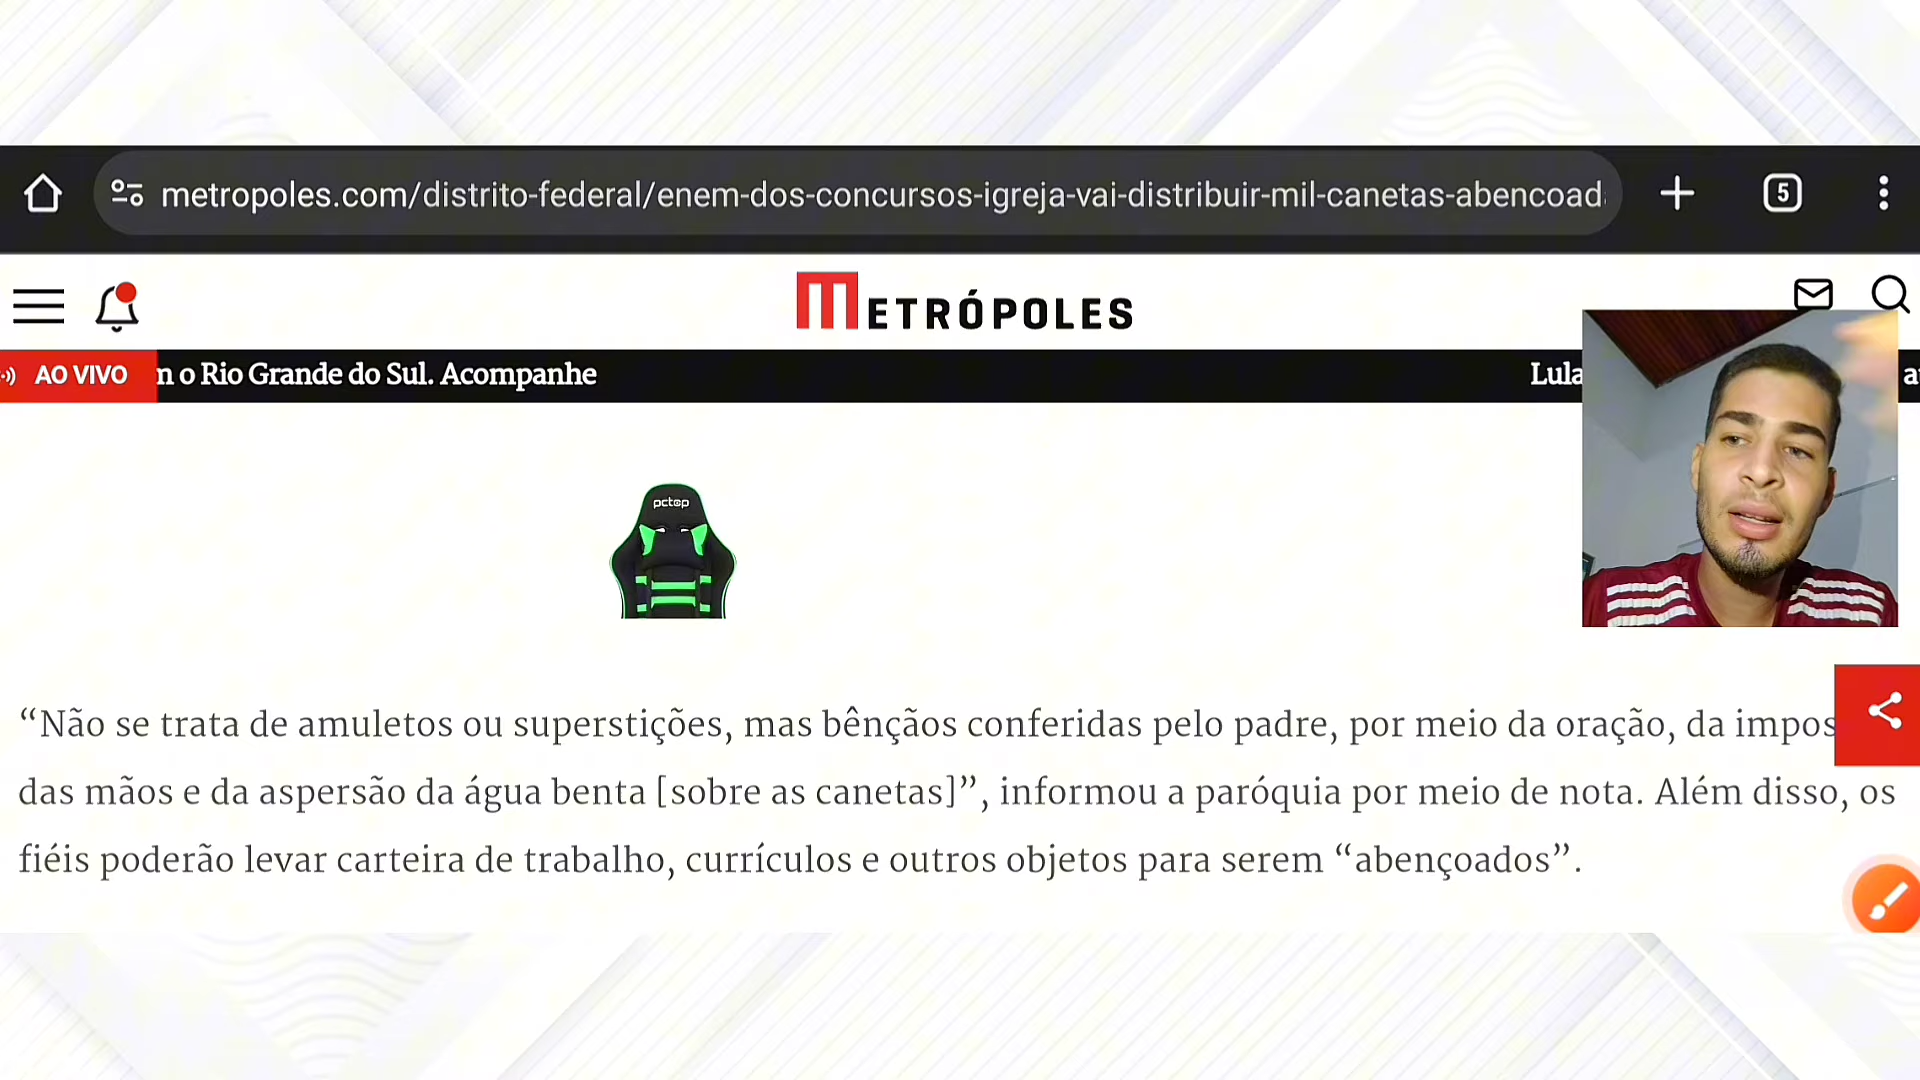 metropoles.com/distrito-federal/enem-dos-concursos-igreja-vai-distribuir-mil-canetas-abencoad
5
METRÓPOLES
AO VIVO
o Rio Grande do Sul. Acompanhe
Lula
pctop
“Não se trata de amuletos ou superstições, mas bênçãos conferidas pelo padre, por meio da oração, da impos
das mãos e da aspersão da água benta [sobre as canetas]”, informou a paróquia por meio de nota. Além disso, os
fiéis poderão levar carteira de trabalho, currículos e outros objetos para serem “abençoados”.